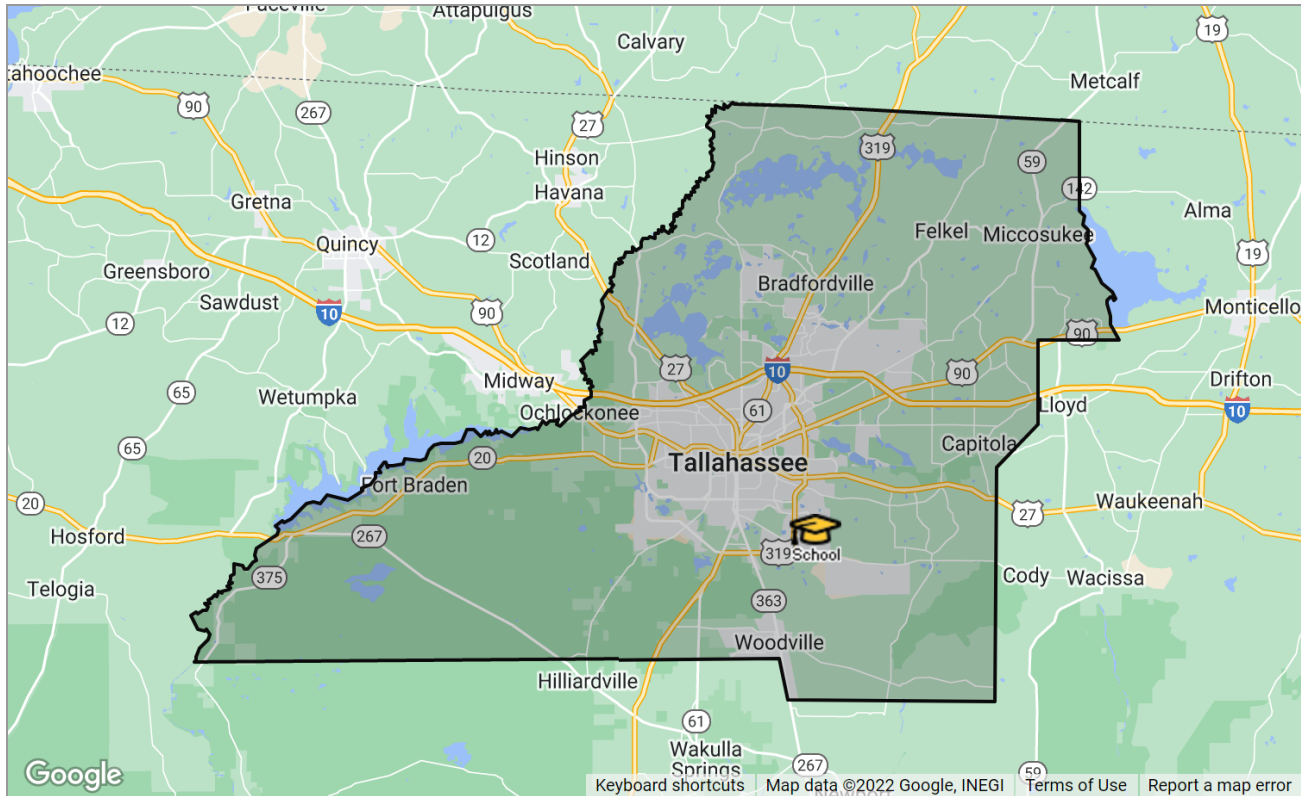 Faceville
Attapulgus
Calvary
19
tahoochee
Metcalf
90
267
27
319
Hinson
59
Havana
142
Gretna
Alma
Felkel
Miccosukee
Quincy
12
19
Scotland
Greensboro
Bradfordville
Sawdust
10
90
Monticello
12
90
27
10
90
Midway
Drifton
65
Wetumpka
Ochlockonee
61
Lloyd
10
65
Capitola
20
Tallahassee
Fort Braden
20
Waukeenah
27
Hosford
267
319
School
375
Cody
Wacissa
Telogia
363
Woodville
Hilliardville
61
Wakulla
Springs
267
59
Google
Newport
Keyboard shortcuts
Map data ©2022 Google, INEGI
Terms of Use
Report a map error